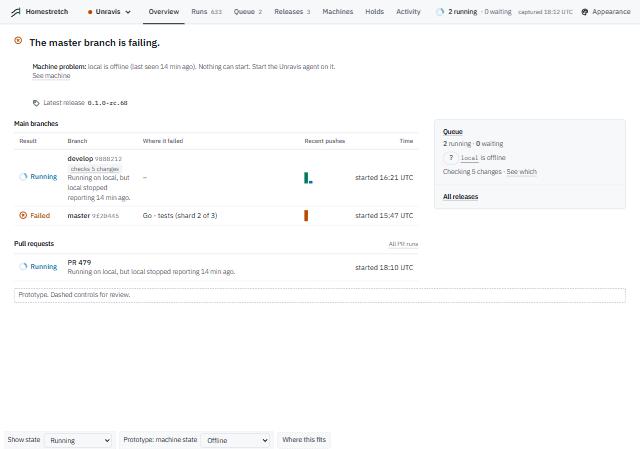 Homestretch Unravis Overview Runs 633 Queue 2 Releases 3 Machines Holds Activity 2 running · 0 waiting captured 18:12 UTC Appearance
The master branch is failing.
Machine problem: local is offline (last seen 14 min ago). Nothing can start. Start the Unravis agent on it.
See machine
Latest release 0.1.0-rc.68
Main branches
Result Branch Where it failed Recent pushes Time
develop 9888212
checks 5 changes
Running Running on local, but – started 16:21 UTC
local stopped
reporting 14 min ago.
Failed master 9f20445 Go · tests (shard 2 of 3) started 15:47 UTC
Pull requests All PR runs
Running PR 479 started 18:10 UTC
Running on local, but local stopped reporting 14 min ago.
Queue
2 running · 0 waiting
? local is offline
Checking 5 changes · See which
All releases
Prototype. Dashed controls for review.
Show state Running Prototype: machine state Offline Where this fits